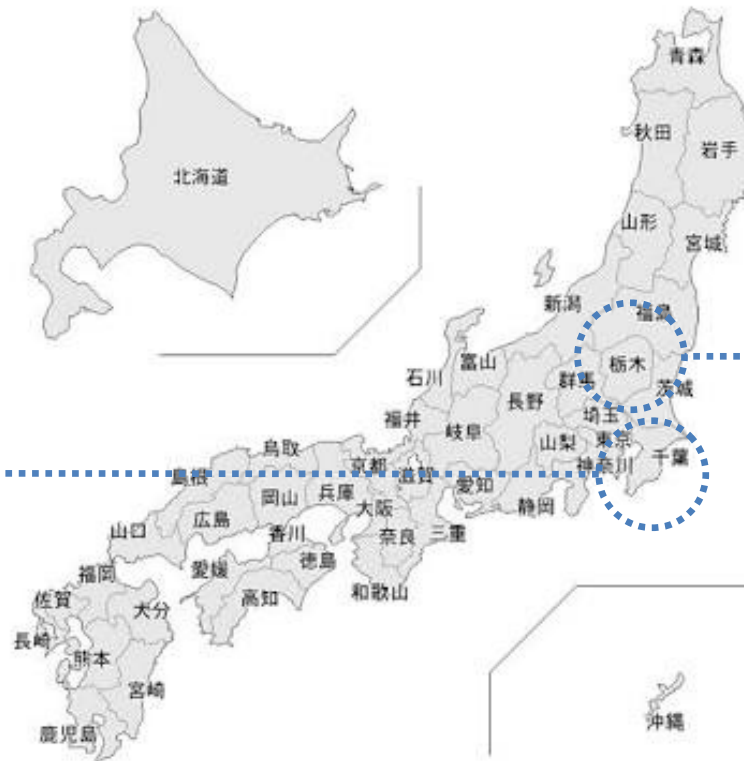 青森
秋田
岩手
北海道
山形
宮城
新潟
福島
石川
富山
群馬
栃木
茨城
長野
福井
岐阜
埼玉
山梨
東京
千葉
鳥取
京都
滋賀
神奈川
島根
岡山
兵庫
愛知
静岡
大阪
広島
山口
香川
奈良
三重
福岡
愛媛
徳島
和歌山
高知
佐賀
大分
長崎
熊本
宮崎
鹿児島
沖縄